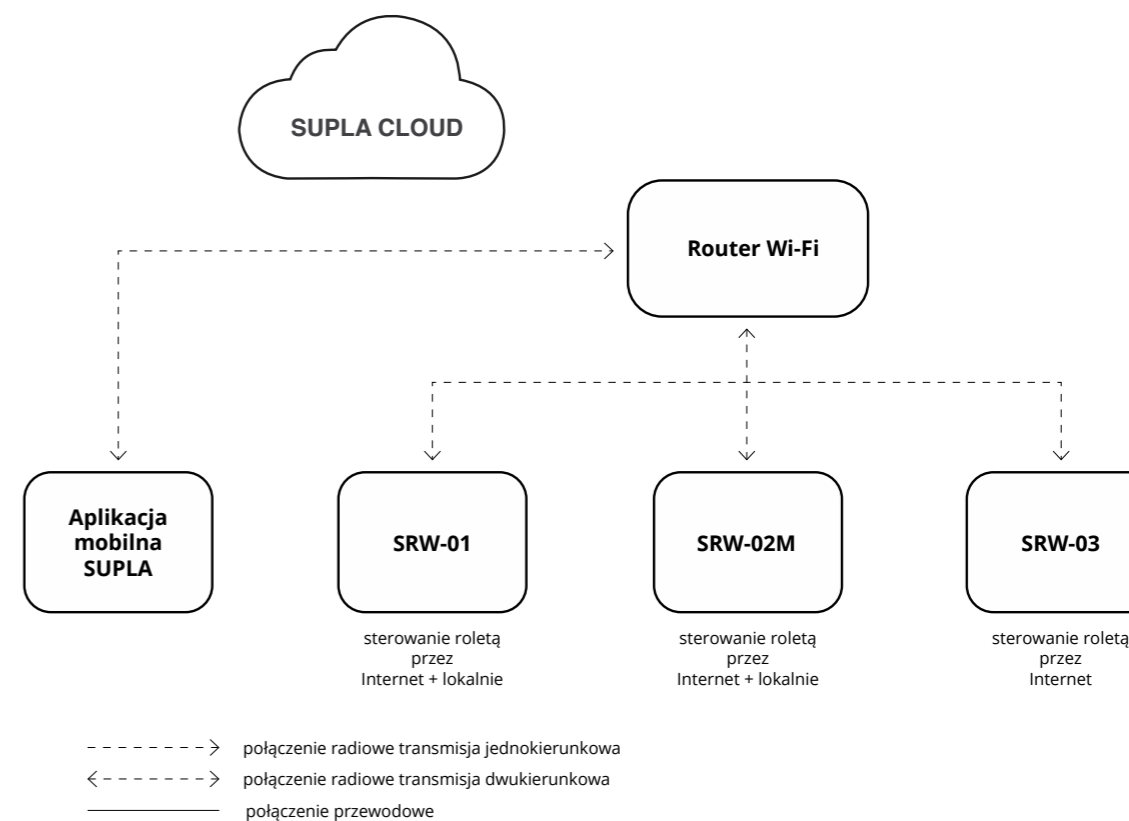 SUPLA CLOUD
Router Wi-Fi
Aplikacja
mobilna
SUPLA
SRW-01
SRW-02M
SRW-03
sterowanie roletą
przez
Internet + lokalnie
sterowanie roletą
przez
Internet + lokalnie
sterowanie roletą
przez
Internet
połączenie radiowe transmisja jednokierunkowa
połączenie radiowe transmisja dwukierunkowa
połączenie przewodowe